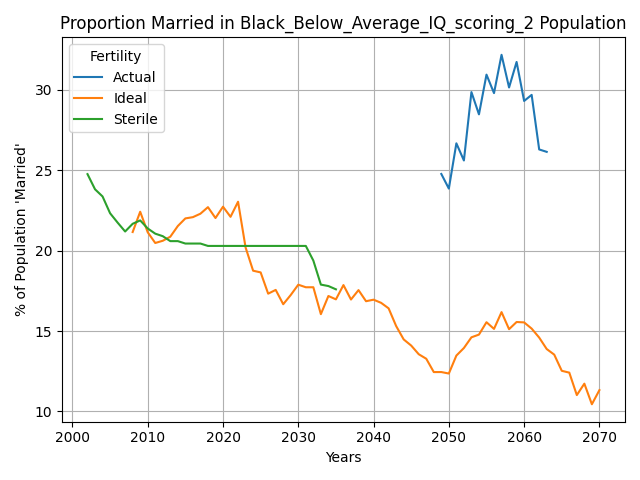 Proportion Married in Black_Below_Average_IQ_scoring_2 Population
Fertility
Actual
Ideal
Sterile
% of Population 'Married'
30
25
20
15
10
2000 2010 2020 2030 2040 2050 2060 2070
Years